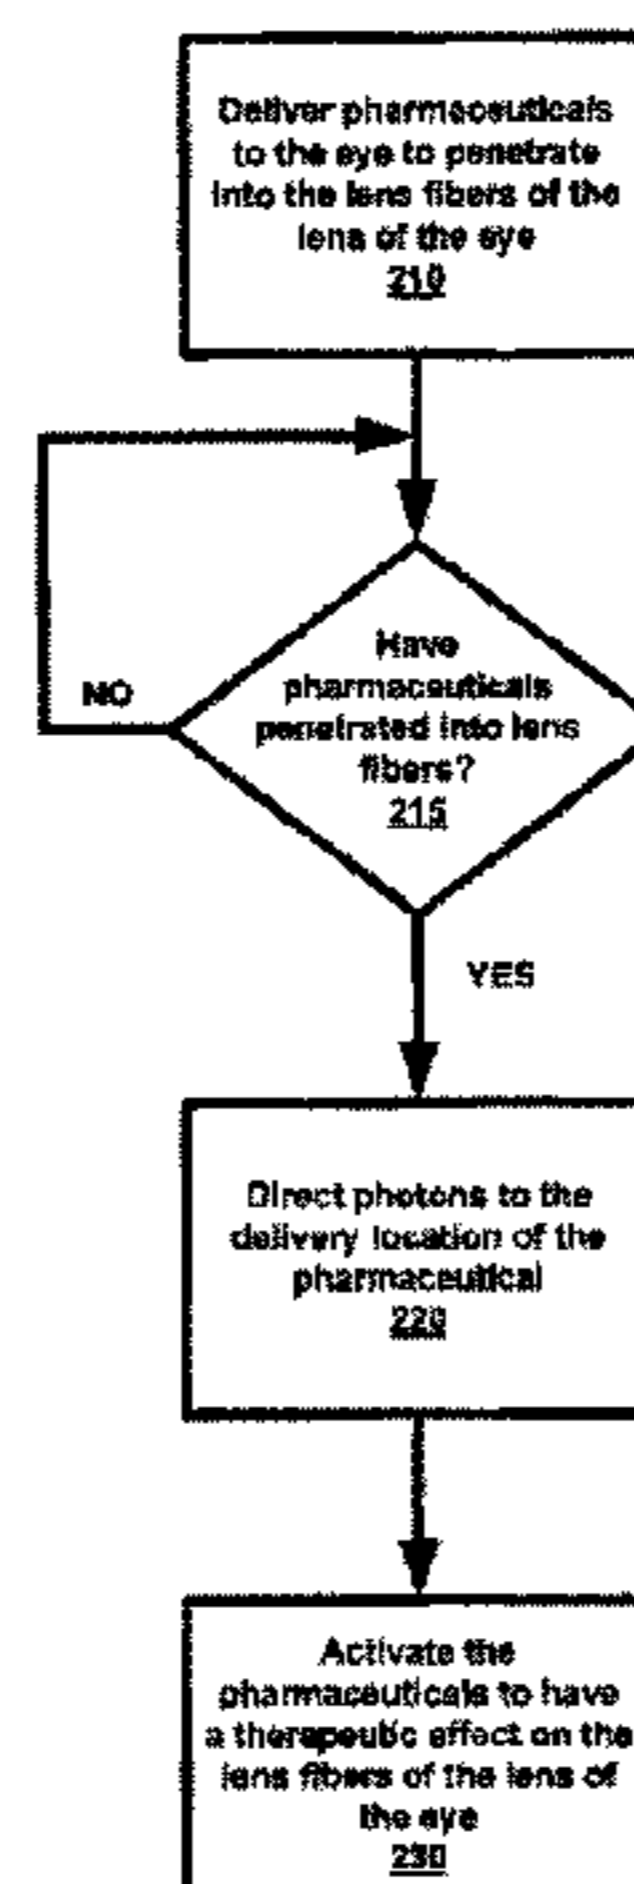 Deliver pharmaceuticals
to the eye to penetrate
into the lens fibers of the
lens of the eye
210
Have
pharmaceuticals
penetrated into lens
fibers?
215
NO
YES
Direct photons to the
delivery location of the
pharmaceutical
220
Activate the
pharmaceuticals to have
a therapeutic effect on the
lens fibers of the lens of
the eye
230